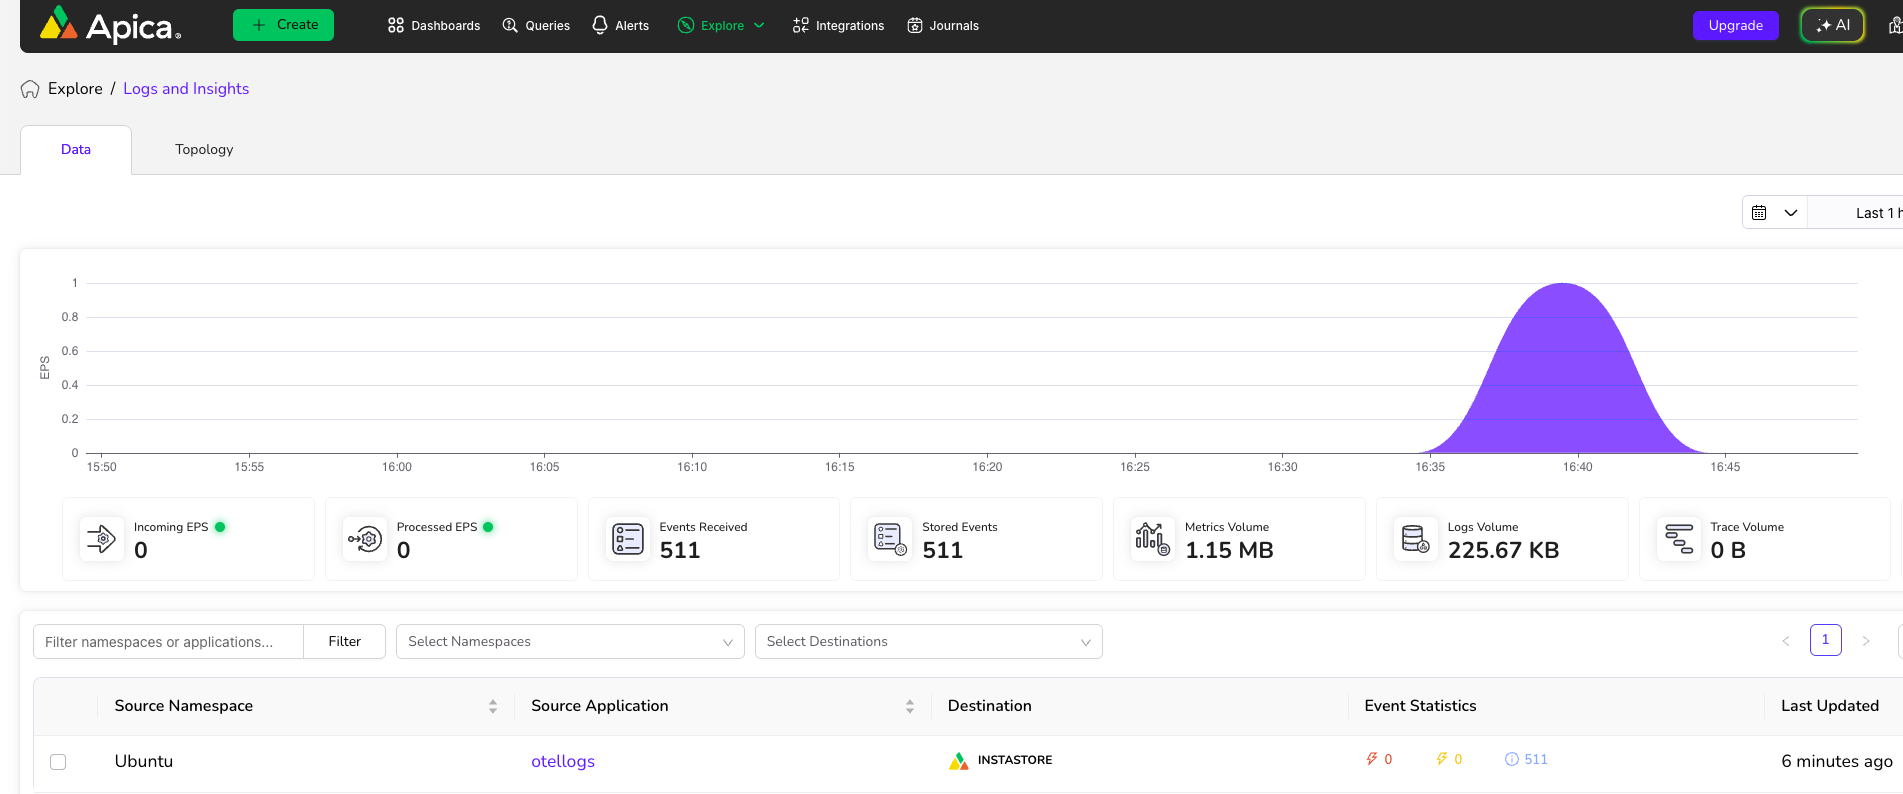 Apica®
Create
Dashboards
Queries
Alerts
Explore
Integrations
Journals
Upgrade
AI
Explore / Logs and Insights
Data
Topology
Last 1 h
EPS
1
0.8
0.6
0.4
0.2
0
15:50
15:55
16:00
16:05
16:10
16:15
16:20
16:25
16:30
16:35
16:40
16:45
Incoming EPS
0
Processed EPS
0
Events Received
511
Stored Events
511
Metrics Volume
1.15 MB
Logs Volume
225.67 KB
Trace Volume
0 B
Filter namespaces or applications...
Filter
Select Namespaces
Select Destinations
1
Source Namespace
Source Application
Destination
Event Statistics
Last Updated
Ubuntu
otellogs
INSTASTORE
0
0
511
6 minutes ago